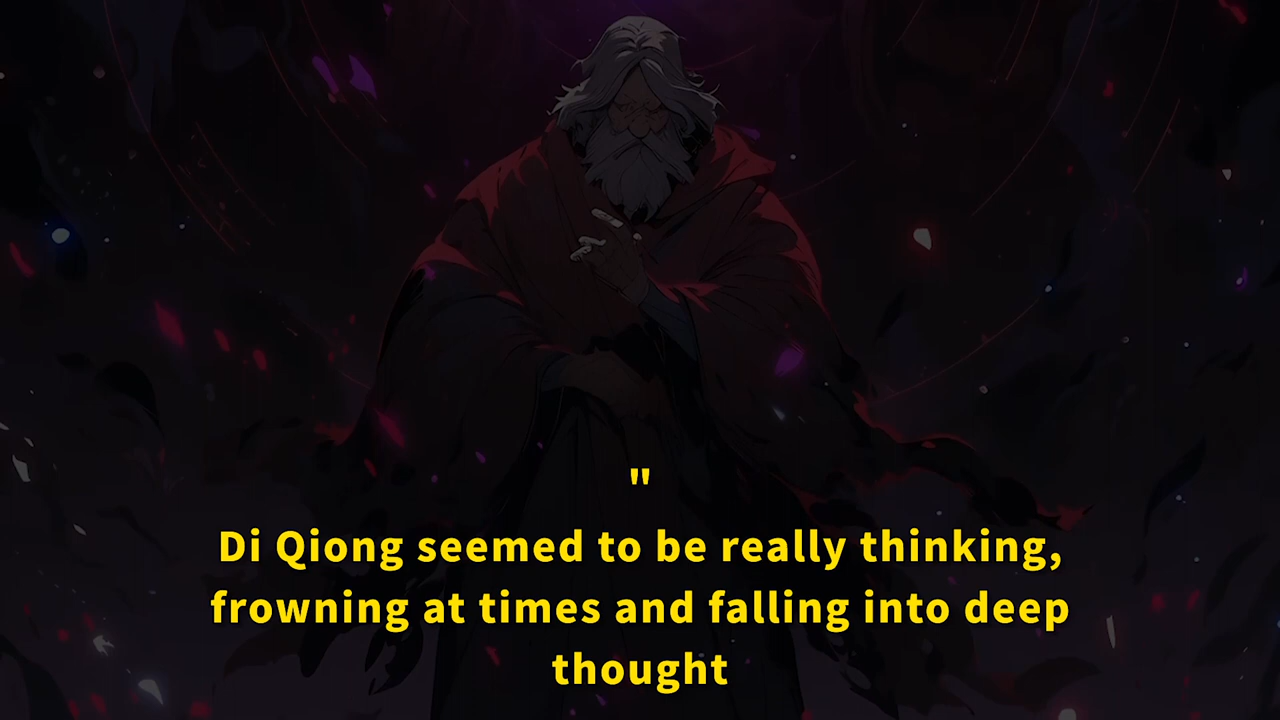 "
Di Qiong seemed to be really thinking,
frowning at times and falling into deep
thought